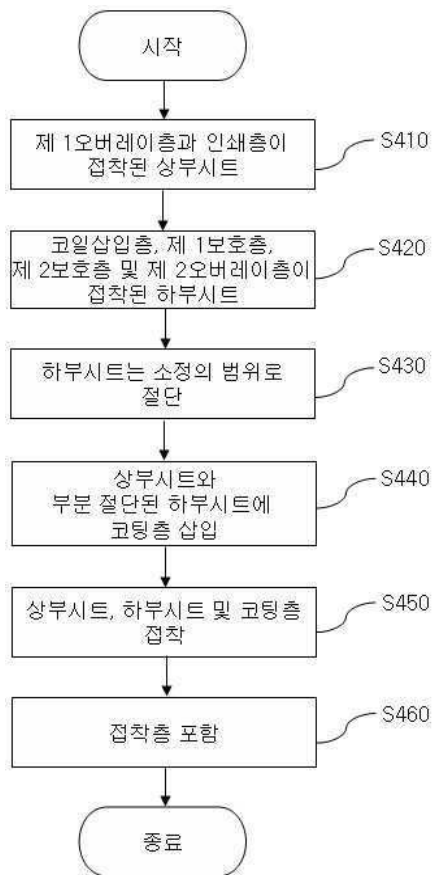 시작
제 1오버레이층과 인쇄층이
접착된 상부시트
S410
코일삽입층, 제 1보호층,
제 2보호층 및 제 2오버레이층이
접착된 하부시트
S420
하부시트는 소정의 범위로
절단
S430
상부시트와
부분 절단된 하부시트에
코팅층 삽입
S440
상부시트, 하부시트 및 코팅층
접착
S450
접착층 포함
S460
종료